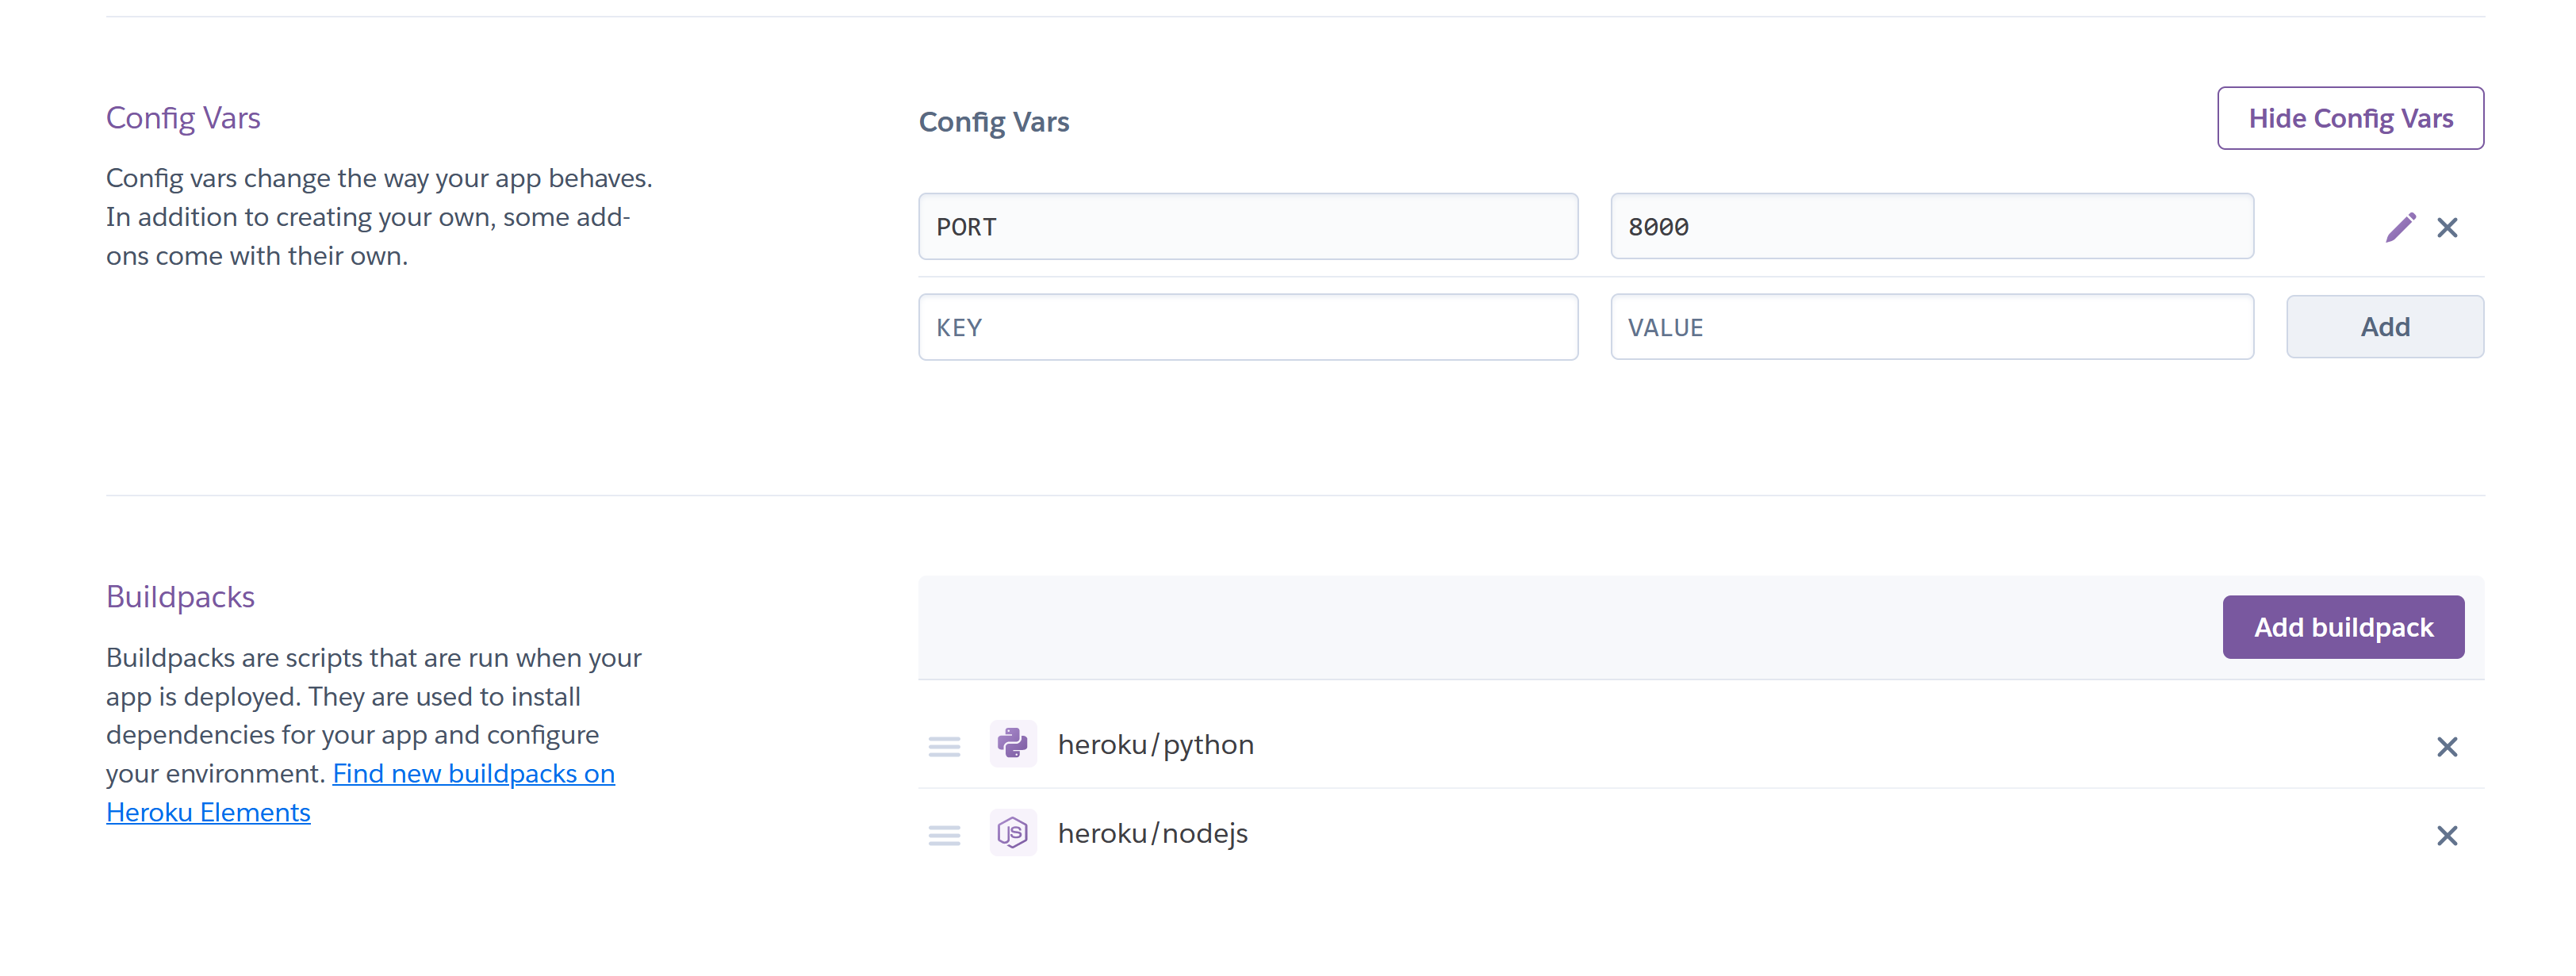 Config Vars
Config vars change the way your app behaves.
In addition to creating your own, some add-
ons come with their own.
Config Vars
Hide Config Vars
PORT
8000
KEY
VALUE
Add
Buildpacks
Buildpacks are scripts that are run when your
app is deployed. They are used to install
dependencies for your app and configure
your environment. Find new buildpacks on
Heroku Elements
Add buildpack
heroku/python
JS
heroku/nodejs